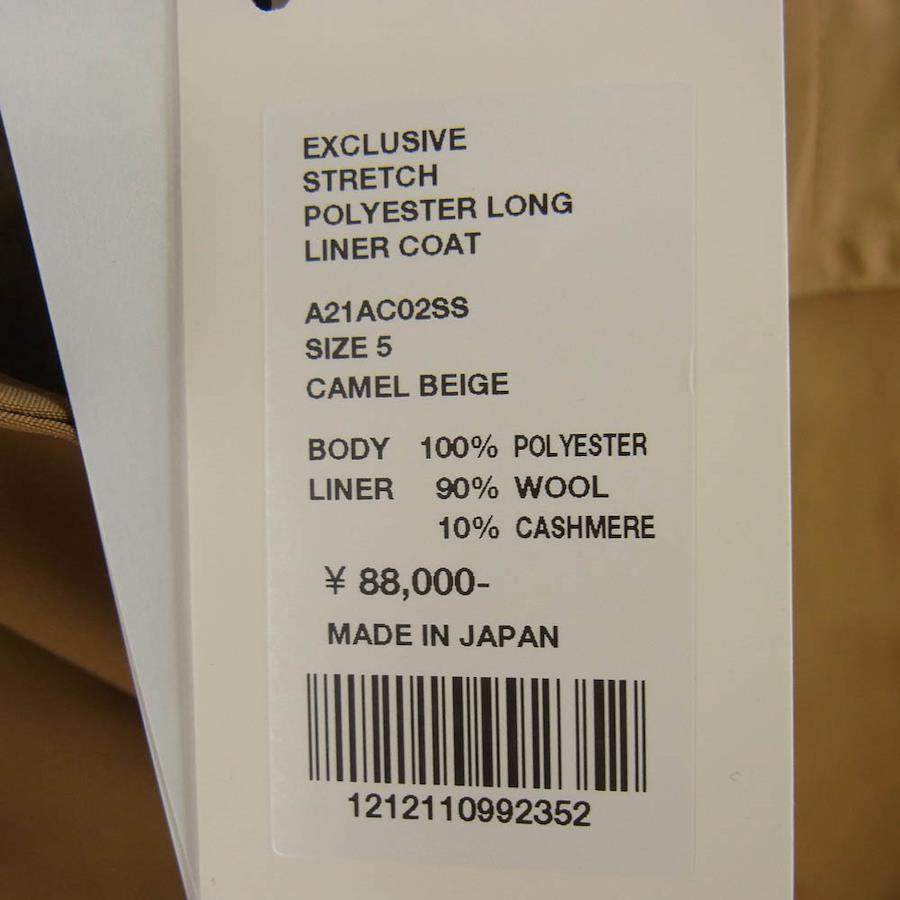 EXCLUSIVE
STRETCH
POLYESTER LONG
LINER COAT
A21AC02SS
SIZE 5
CAMEL BEIGE
BODY 100% POLYESTER
LINER 90% WOOL
10% CASHMERE
¥ 88,000-
MADE IN JAPAN
1212110992352